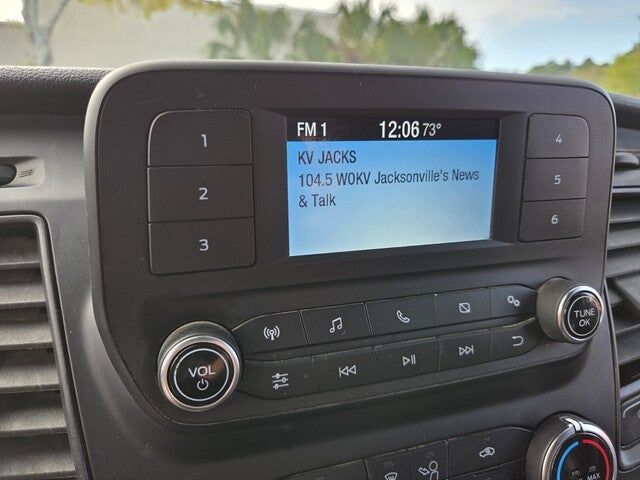 FM 1 12:06 73°
KV JACKS
104.5 WOKV Jacksonville's News
& Talk
1
2
3
4
5
6
VOL
TUNE
OK
MAX